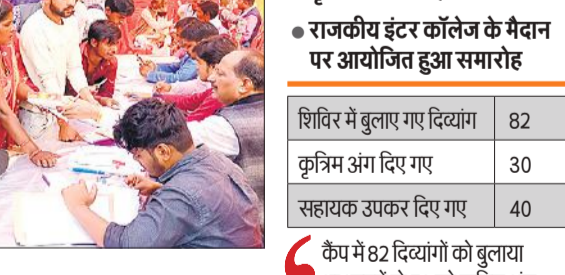 • राजकीय इंटर कॉलेज के मैदान
पर आयोजित हुआ समारोह
शिविर में बुलाए गए दिव्यांग 82
कृत्रिम अंग दिए गए 30
सहायक उपकर दिए गए 40
कैंप में 82 दिव्यांगों को बुलाया